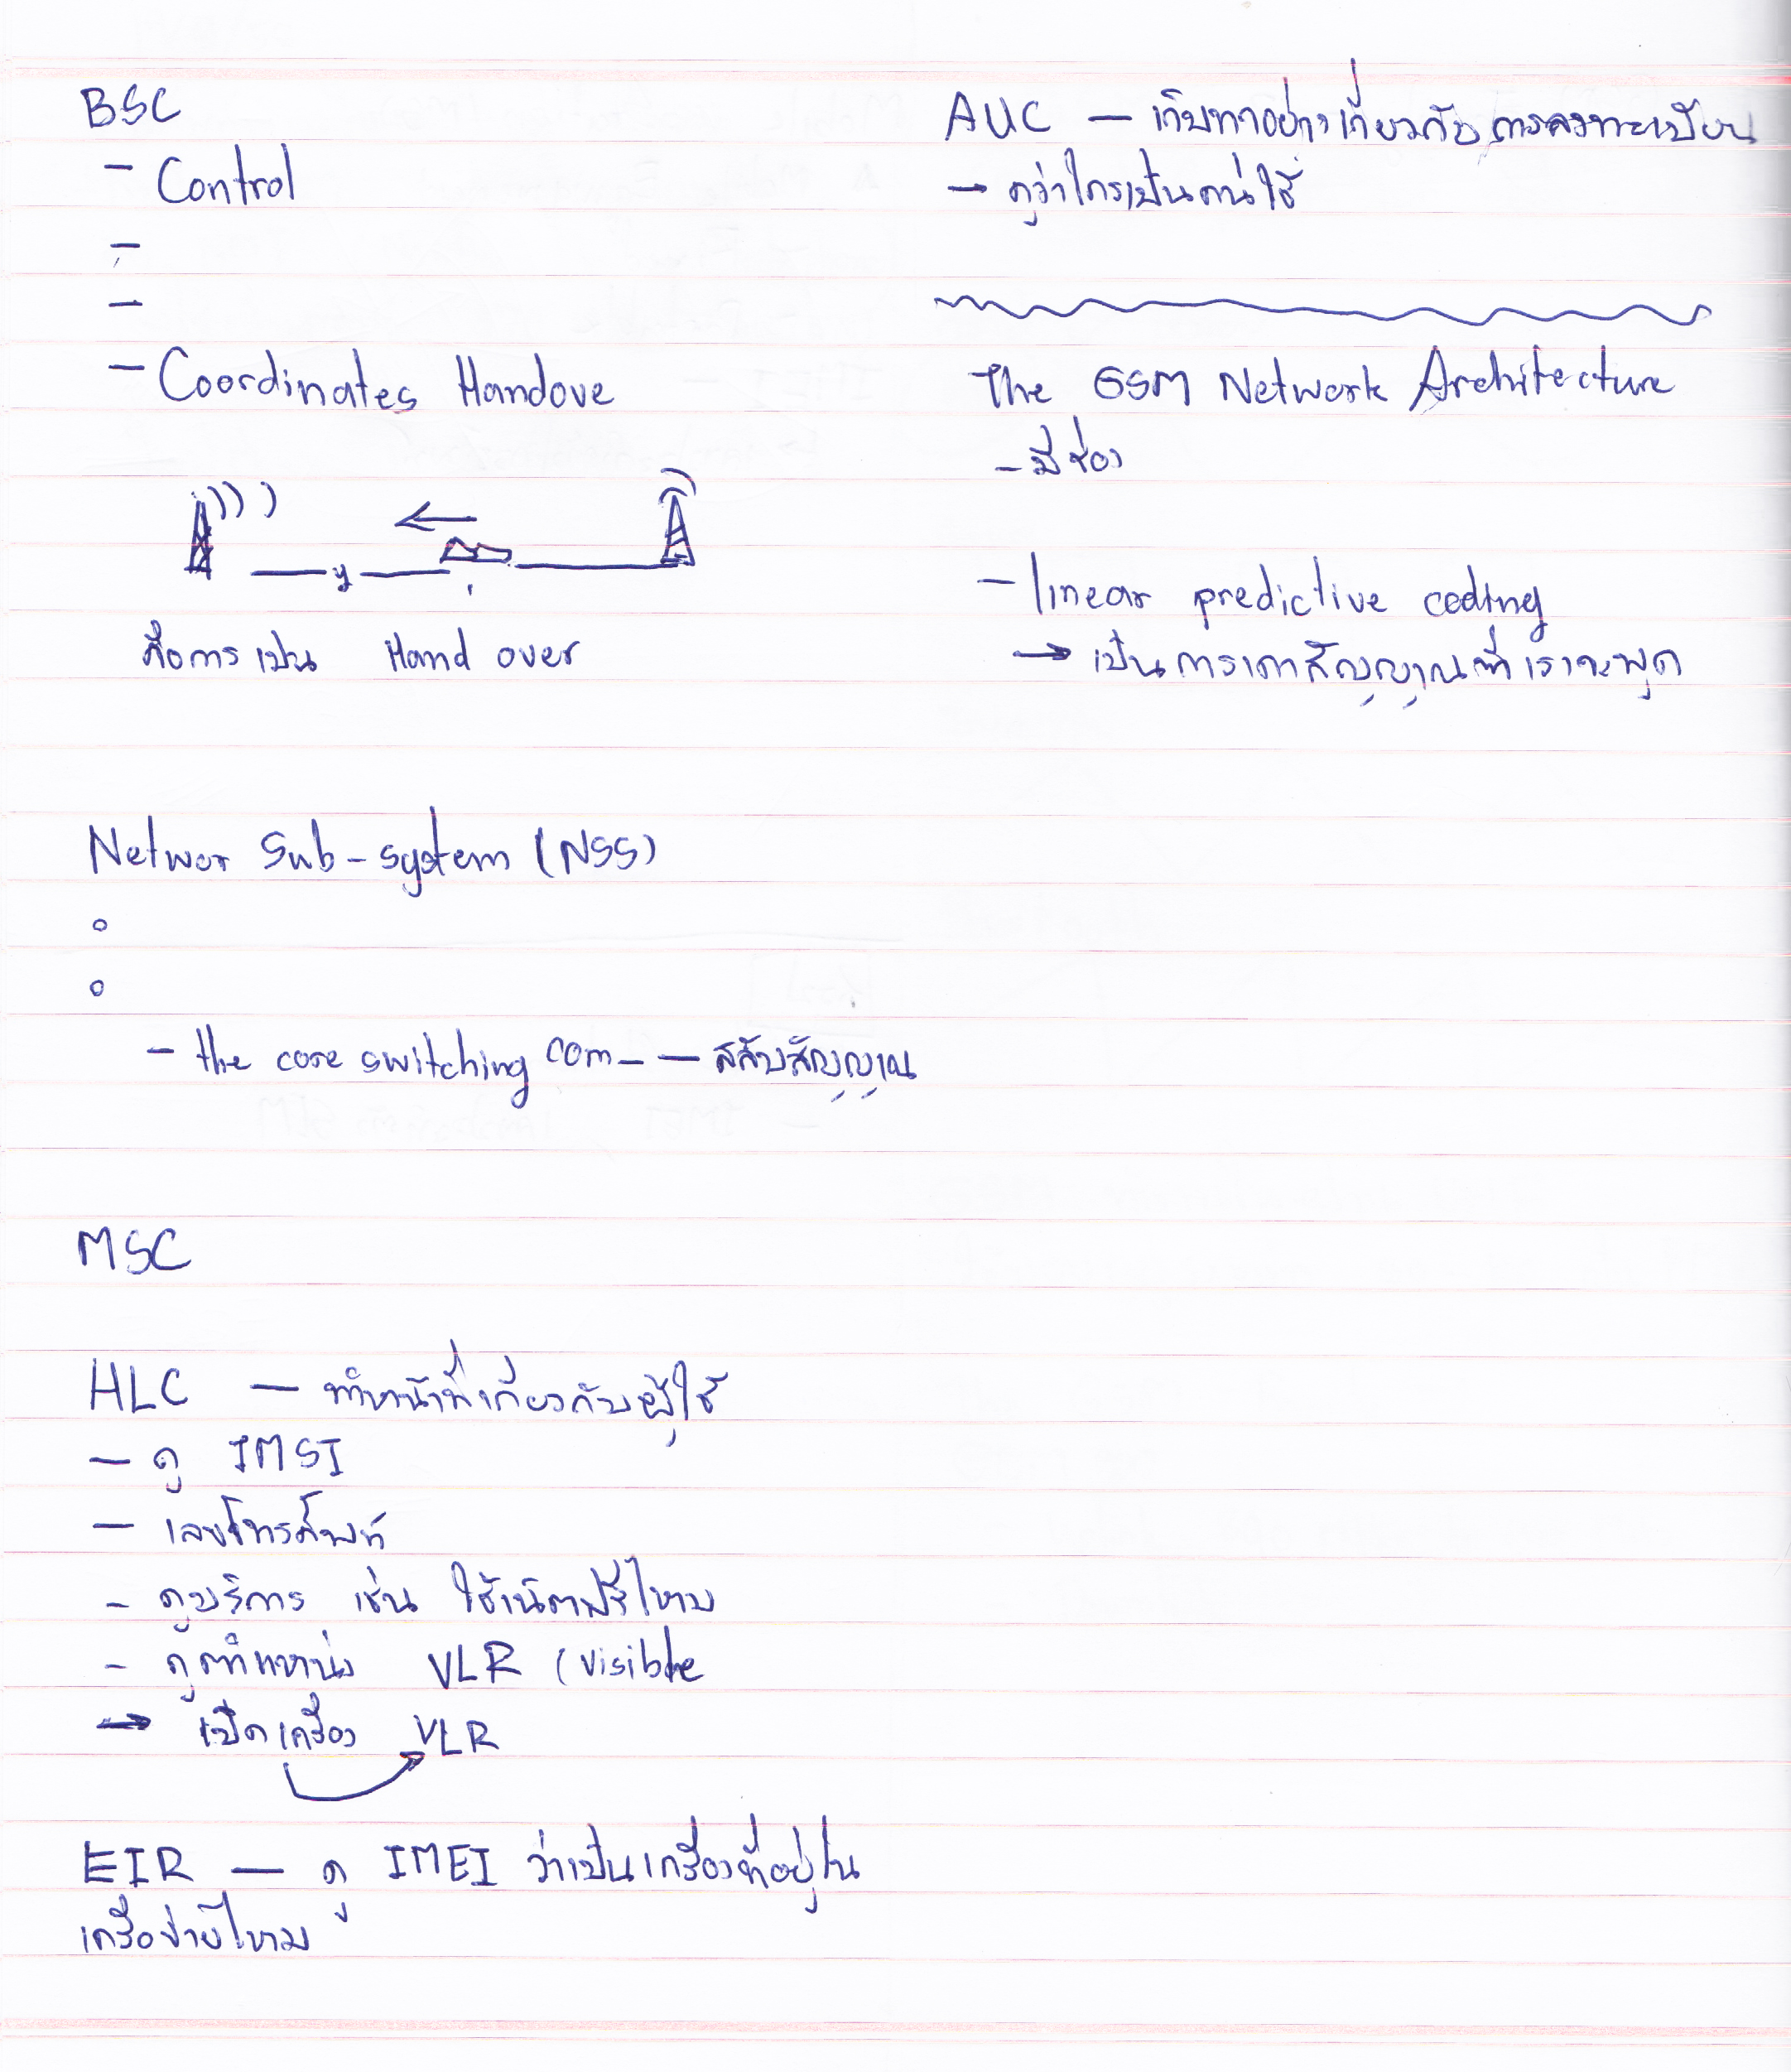 BSC
- Control
-
-
- Coordinates Handove
คือการเปน Hand over
Networ Sub-system (NSS)
-the core switching com- — สลับสัญญาณ
MSC
HLC — ทำหน้าที่เกี่ยวกับผู้ใช้
— ดู IMSI
— เลขโทรศัพท์
- ดูบริการ เช่น ใช้เน็ตฟรีไหม
- ดูตำแหน่ง VLR (visible
→ เปิดเครื่อง VLR
EIR — ดู IMEI ว่าเป็นเครื่องที่อยู่ใน
เครือข่ายไหม
AUC — เก็บทุกอย่างเกี่ยวกับการลงทะเบียน
→ ดูว่าใครเป็นคนใช้
The GSM Network Architecture
- มีช่อง
- linear predictive coding
→ เป็นการเดาสัญญาณที่เราจะพูด